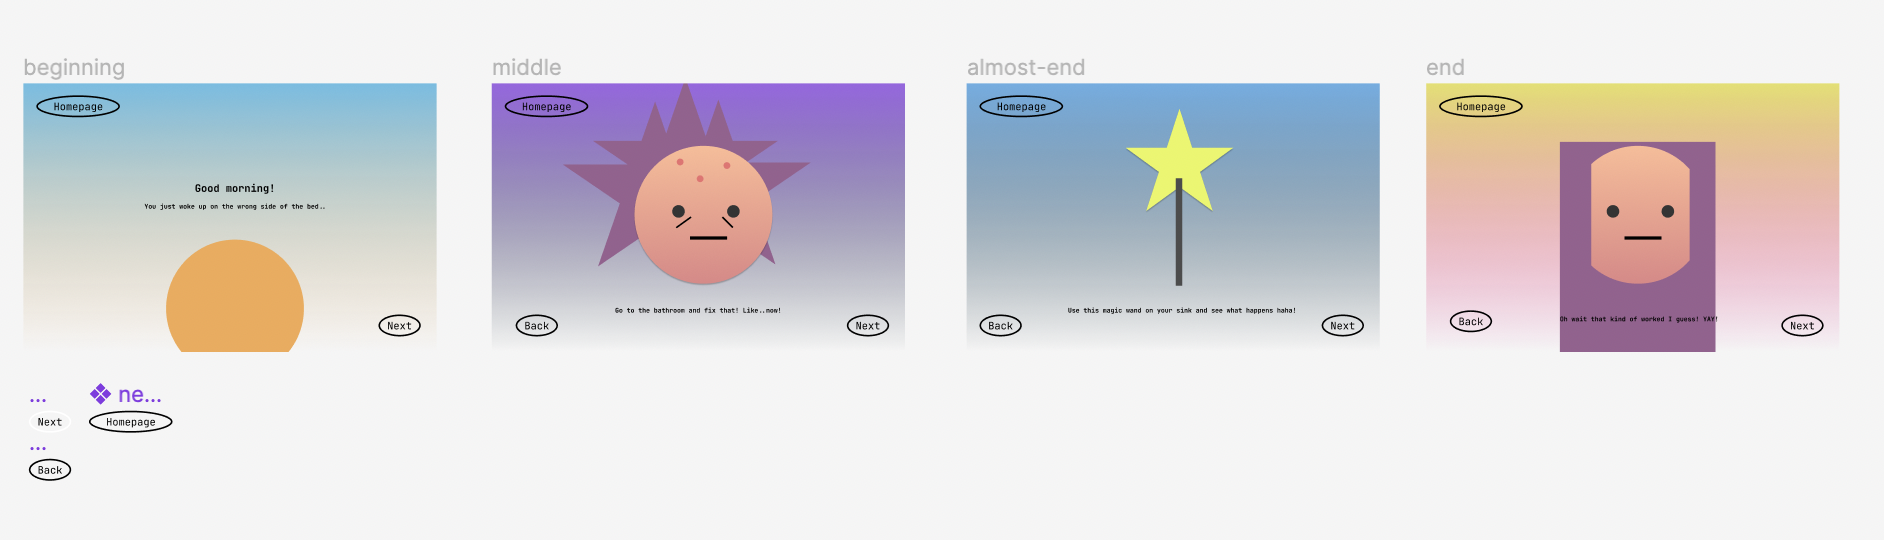 beginning
Homepage
Good morning!
You just woke up on the wrong side of the bed..
Next
middle
Homepage
Go to the bathroom and fix that! Like..now!
Back
Next
almost-end
Homepage
Use this magic wand on your sink and see what happens haha!
Back
Next
end
Homepage
Oh wait that kind of worked I guess! YAY!
Back
Next
...
ne...
Next
Homepage
...
Back